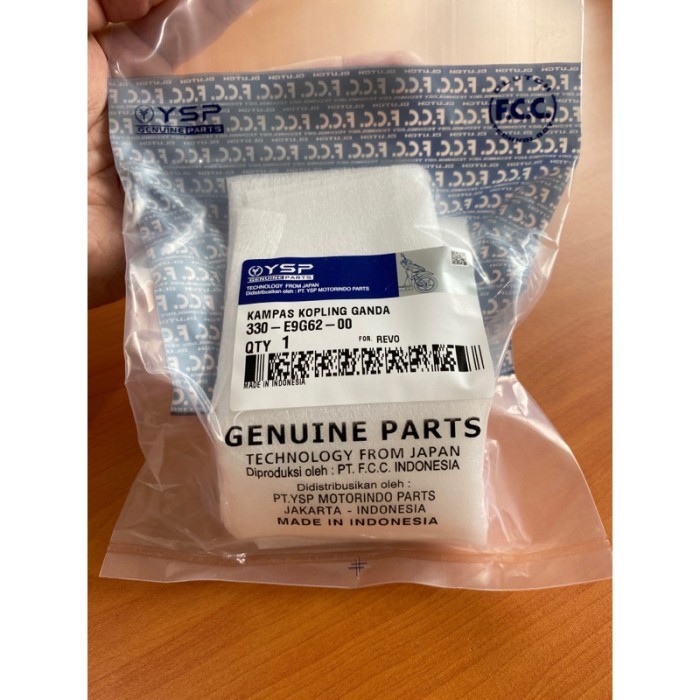 YSP
GENUINE PARTS
F.C.C.
YSP
GENUINE PARTS
TECHNOLOGY FROM JAPAN
Didistribusikan oleh : PT. YSP MOTORINDO PARTS
KAMPAS KOPLING GANDA
330-E9G62-00
QTY 1 FOR. REVO
MADE IN INDONESIA
GENUINE PARTS
TECHNOLOGY FROM JAPAN
Diproduksi oleh : PT. F.C.C. INDONESIA
Didistribusikan oleh :
PT.YSP MOTORINDO PARTS
JAKARTA - INDONESIA
MADE IN INDONESIA